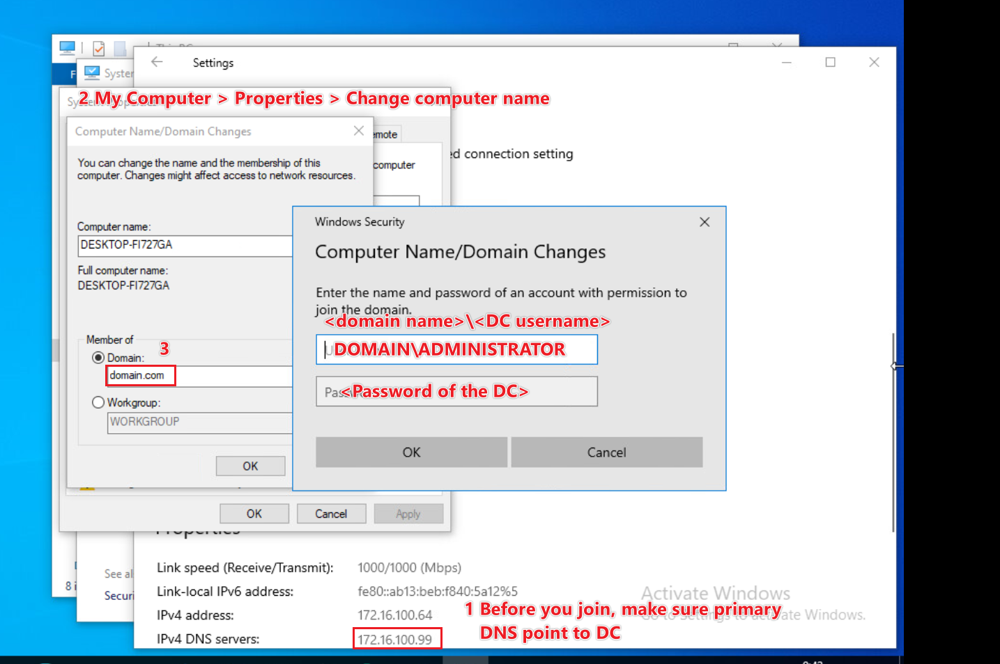 Settings
System
2 My Computer > Properties > Change computer name
Computer Name/Domain Changes
emote
You can change the name and the membership of this
computer. Changes might affect access to network resources.
computer
ed connection setting
Computer name:
DESKTOP-FI727GA
Full computer name:
DESKTOP-FI727GA
Member of
3
Domain:
domain.com
Workgroup:
WORKGROUP
OK
OK
Cancel
Apply
Windows Security
Computer Name/Domain Changes
Enter the name and password of an account with permission to
join the domain.
<domain name>\<DC username>
DOMAIN\ADMINISTRATOR
<Password of the DC>
OK
Cancel
Properties
See al
Securi
Link speed (Receive/Transmit): 1000/1000 (Mbps)
Link-local IPv6 address: fe80::ab13:beb:f840:5a12%5
IPv4 address: 172.16.100.64
IPv4 DNS servers: 172.16.100.99
Activate Windows
Go to Settings to activate Windows.
1 Before you join, make sure primary
DNS point to DC